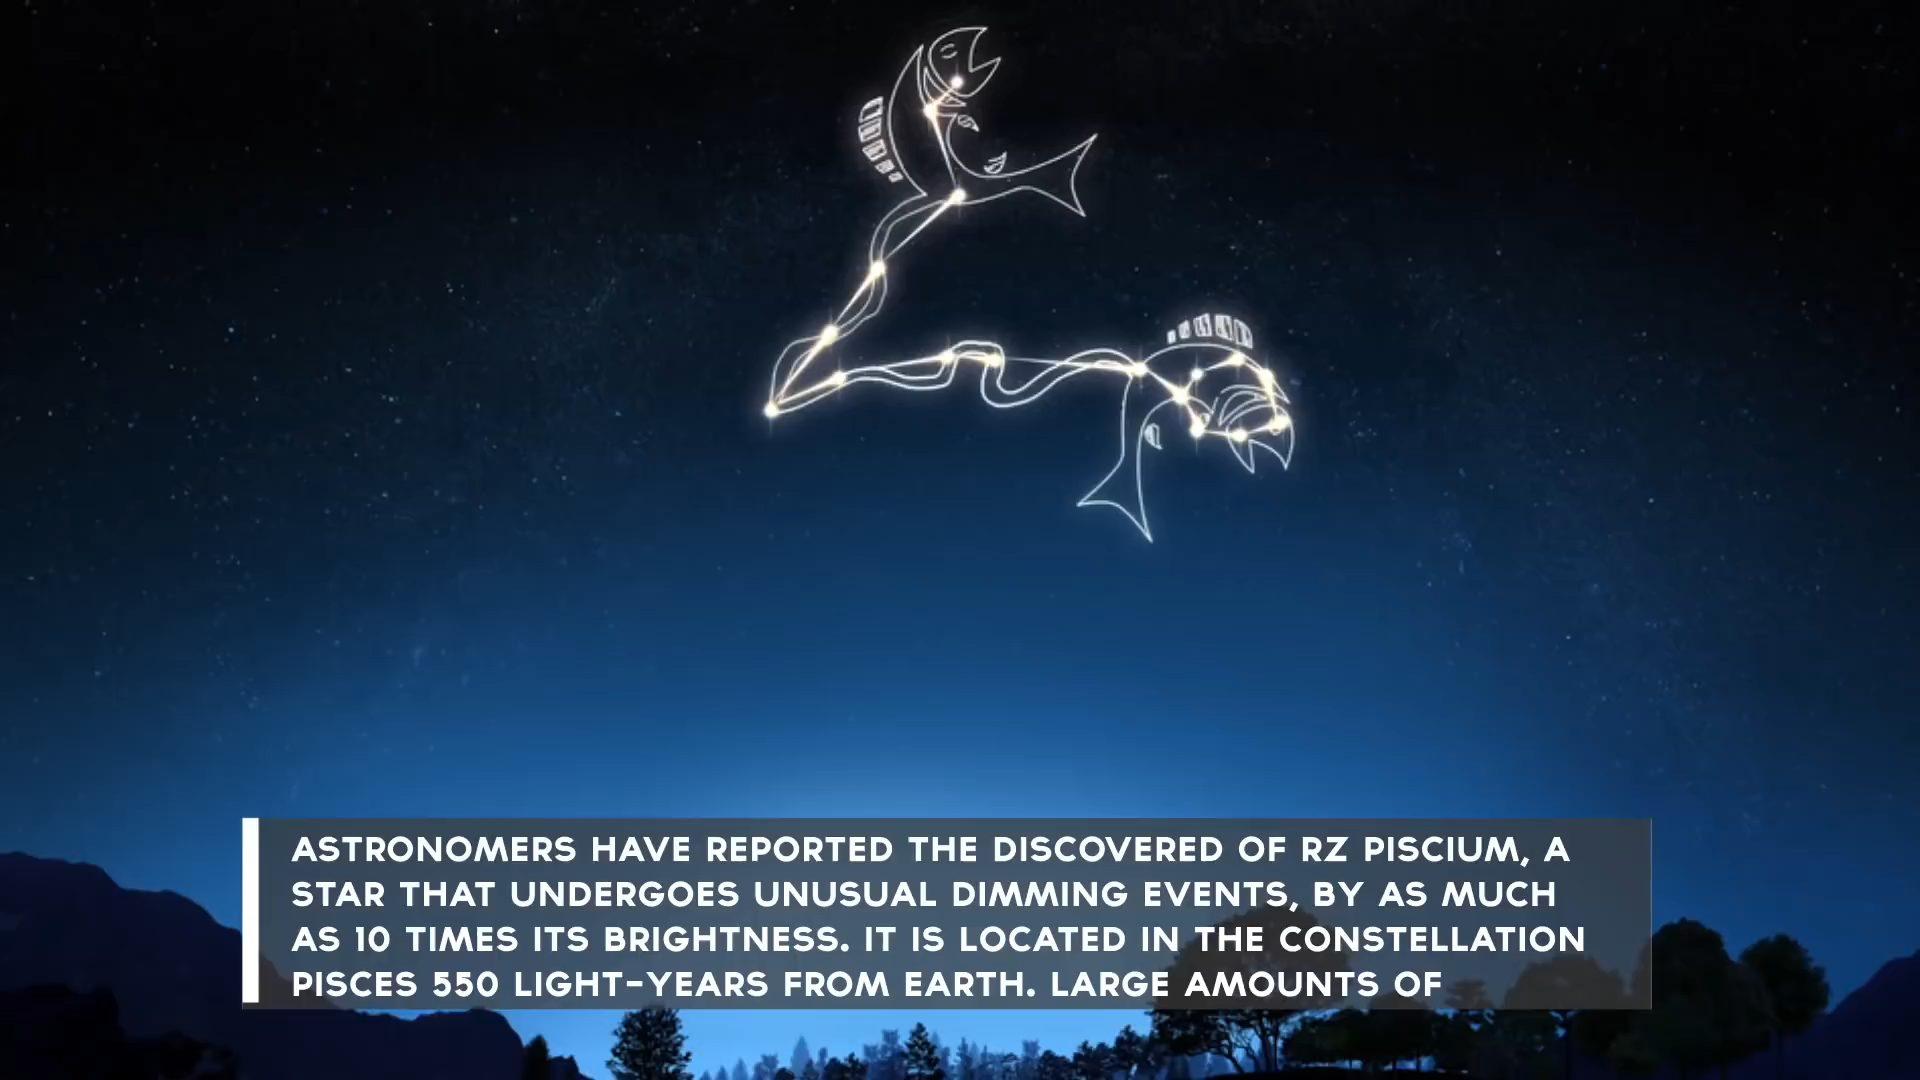 ASTRONOMERS HAVE REPORTED THE DISCOVERED OF RZ PISCIUM, A
STAR THAT UNDERGOES UNUSUAL DIMMING EVENTS, BY AS MUCH
AS 10 TIMES ITS BRIGHTNESS. IT IS LOCATED IN THE CONSTELLATION
PISCES 550 LIGHT-YEARS FROM EARTH. LARGE AMOUNTS OF